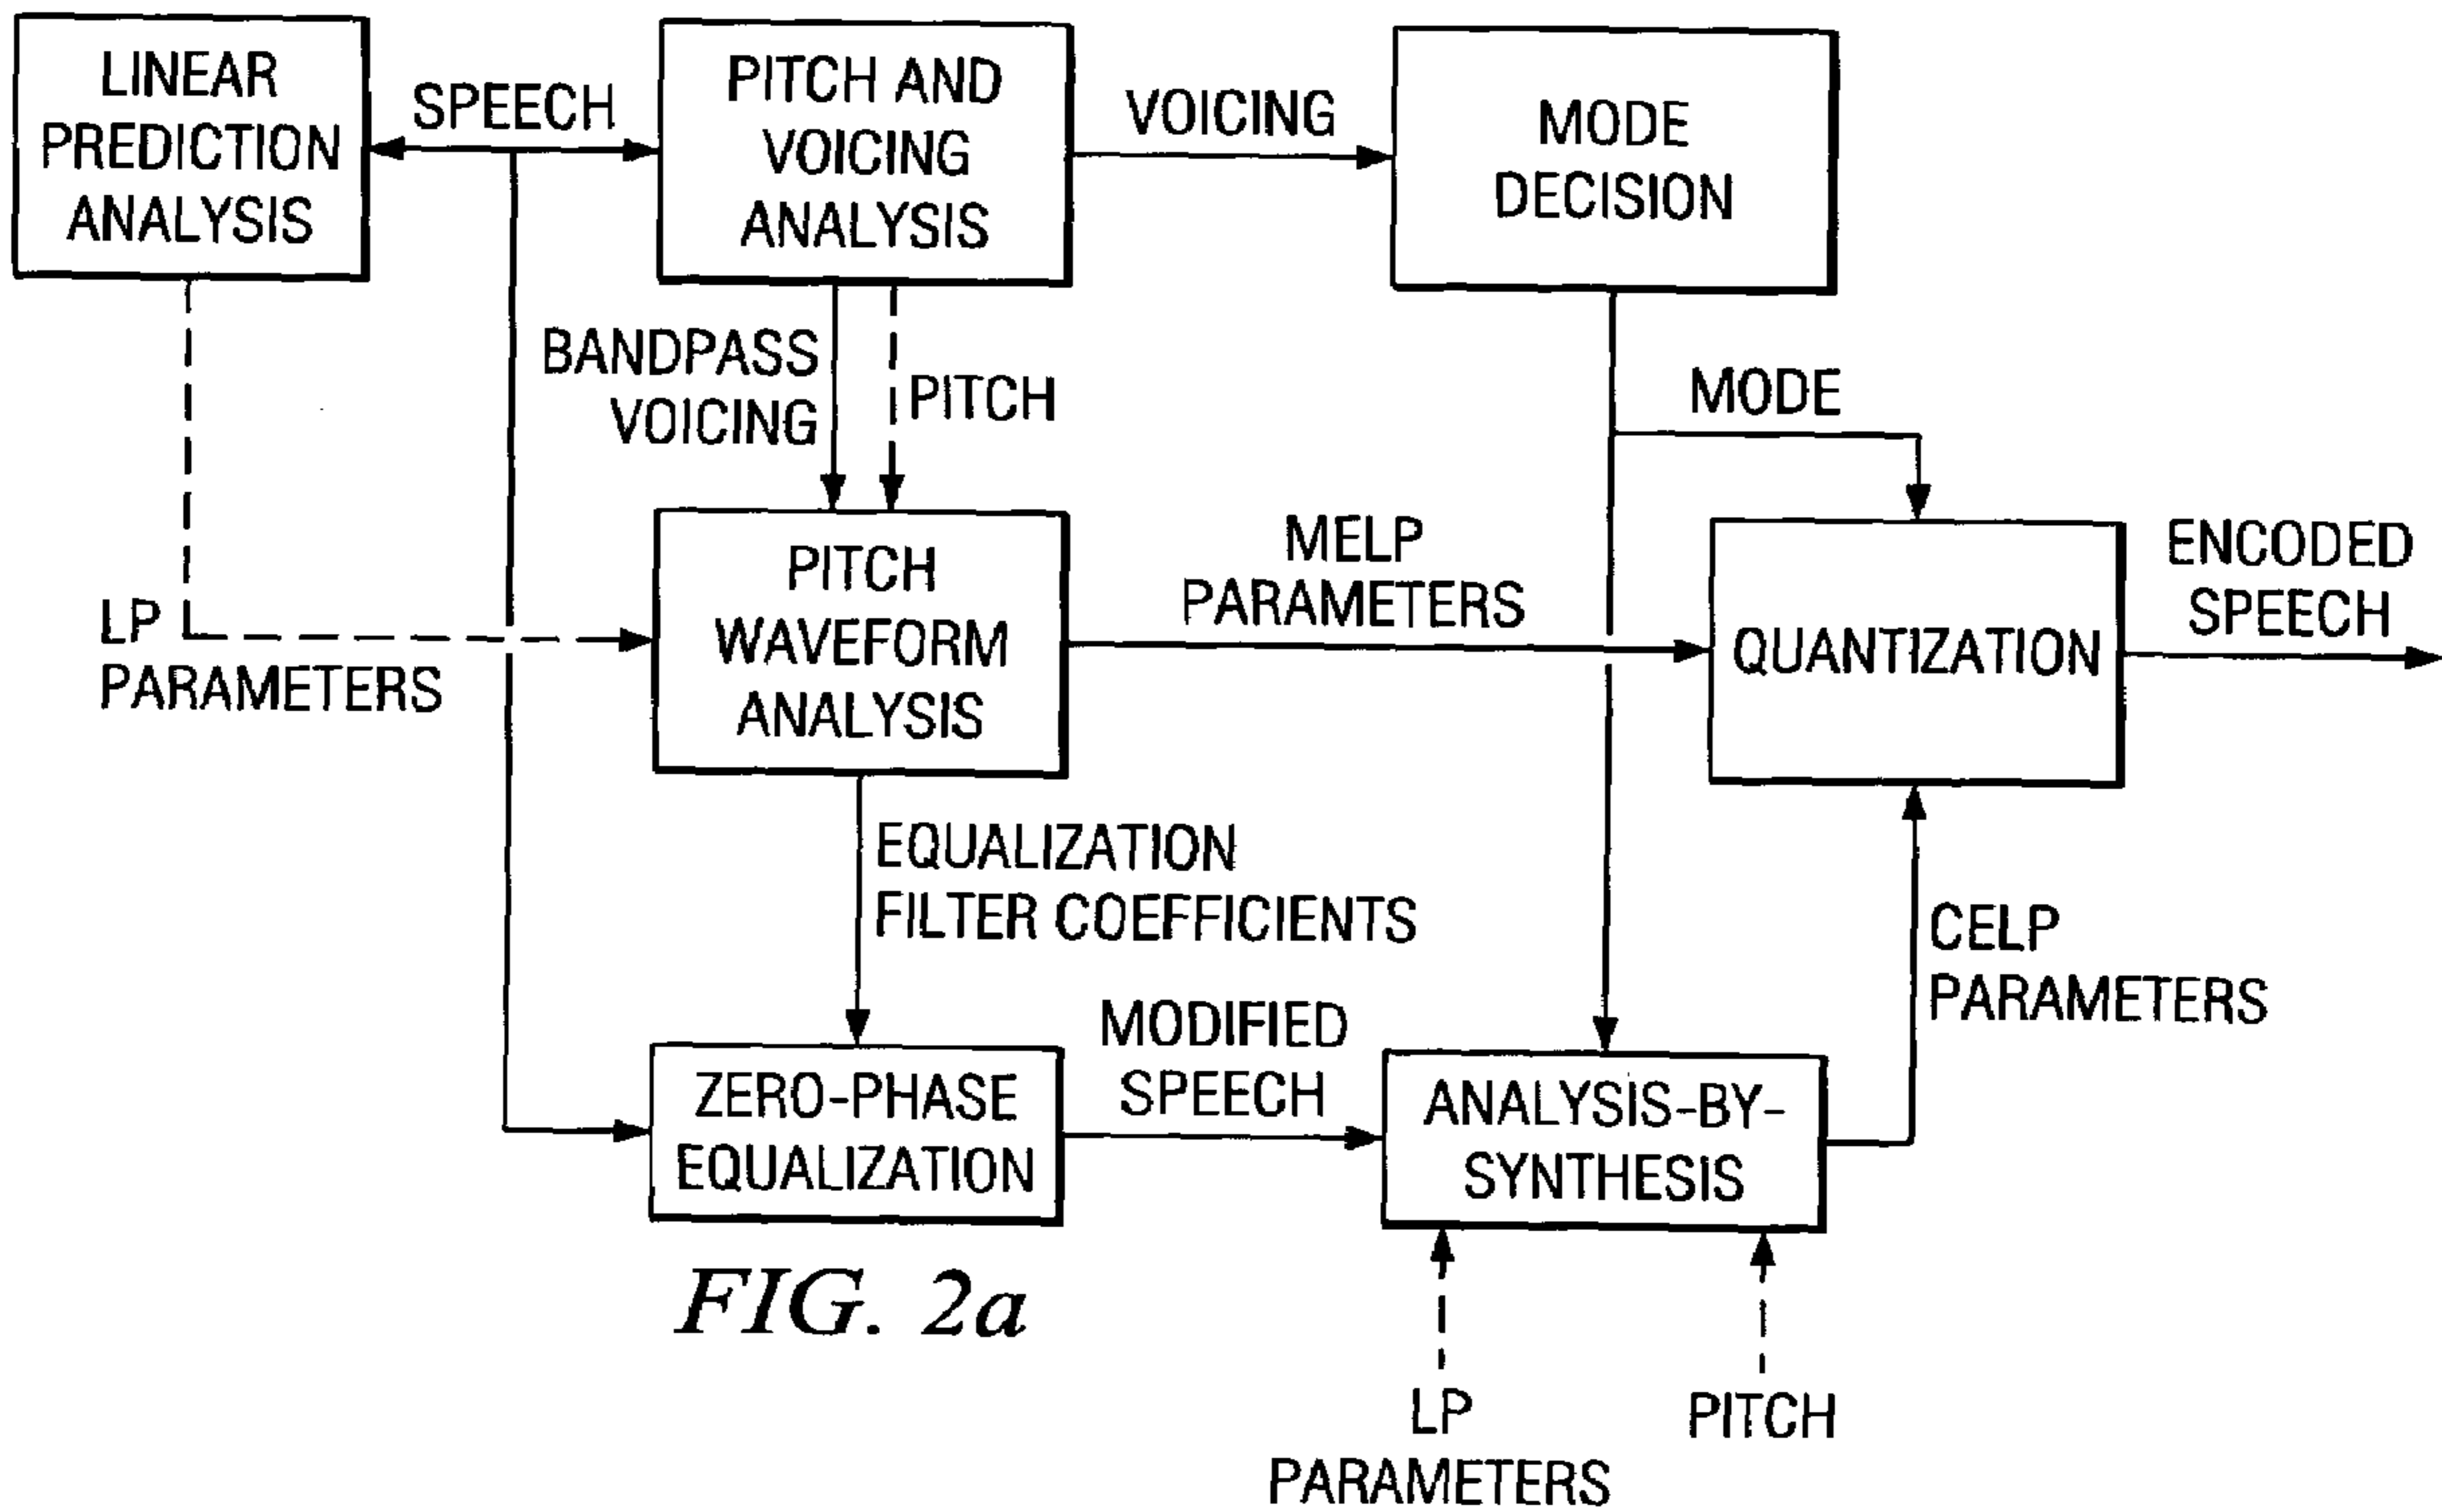 LINEAR
PREDICTION
ANALYSIS
SPEECH
PITCH AND
VOICING
ANALYSIS
VOICING
MODE
DECISION
BANDPASS
VOICING
PITCH
MODE
LP
PARAMETERS
PITCH
WAVEFORM
ANALYSIS
MELP
PARAMETERS
QUANTIZATION
ENCODED
SPEECH
EQUALIZATION
FILTER COEFFICIENTS
CELP
PARAMETERS
ZERO-PHASE
EQUALIZATION
MODIFIED
SPEECH
ANALYSIS-BY-
SYNTHESIS
LP
PARAMETERS
PITCH
FIG. 2a